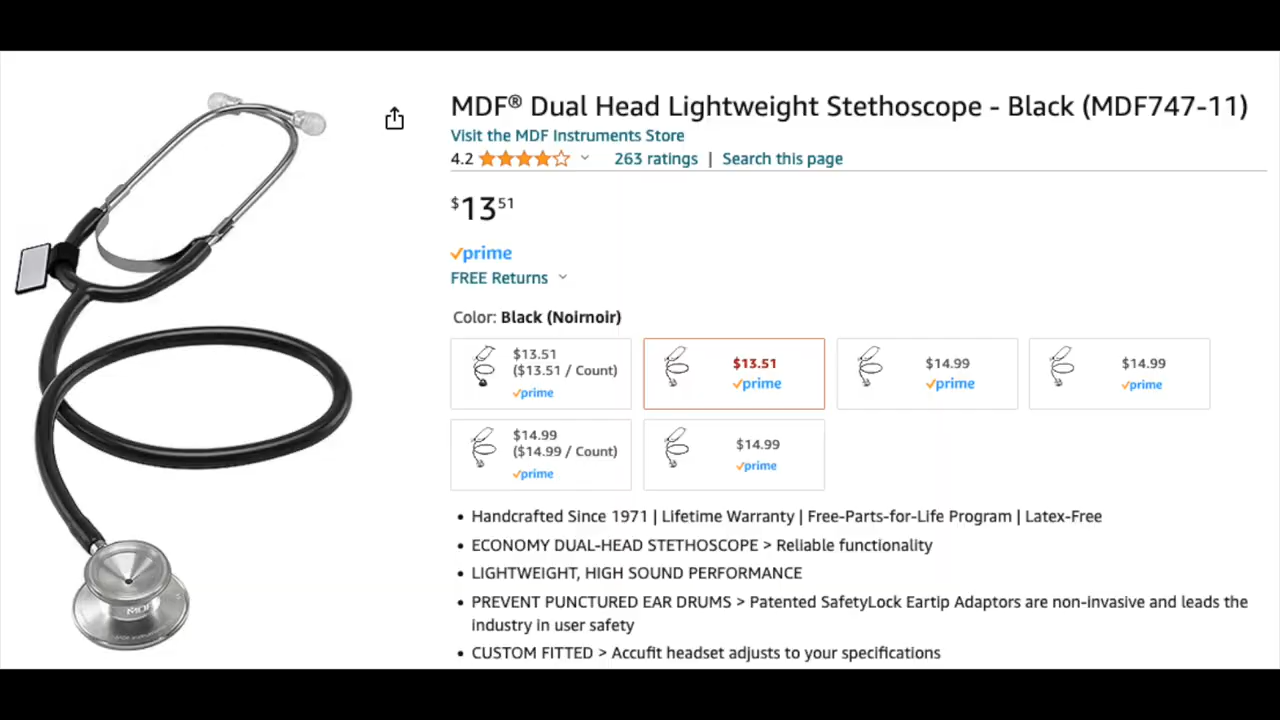 MDF® Dual Head Lightweight Stethoscope - Black (MDF747-11)
Visit the MDF Instruments Store
4.2 263 ratings | Search this page
$13 51
prime
FREE Returns
Color: Black (Noirnoir)
$13.51
($13.51 / Count)
prime
$13.51
prime
$14.99
prime
$14.99
prime
$14.99
($14.99 / Count)
prime
$14.99
prime
• Handcrafted Since 1971 | Lifetime Warranty | Free-Parts-for-Life Program | Latex-Free
• ECONOMY DUAL-HEAD STETHOSCOPE > Reliable functionality
• LIGHTWEIGHT, HIGH SOUND PERFORMANCE
• PREVENT PUNCTURED EAR DRUMS > Patented SafetyLock Eartip Adaptors are non-invasive and leads the
industry in user safety
• CUSTOM FITTED > Accufit headset adjusts to your specifications
MDF